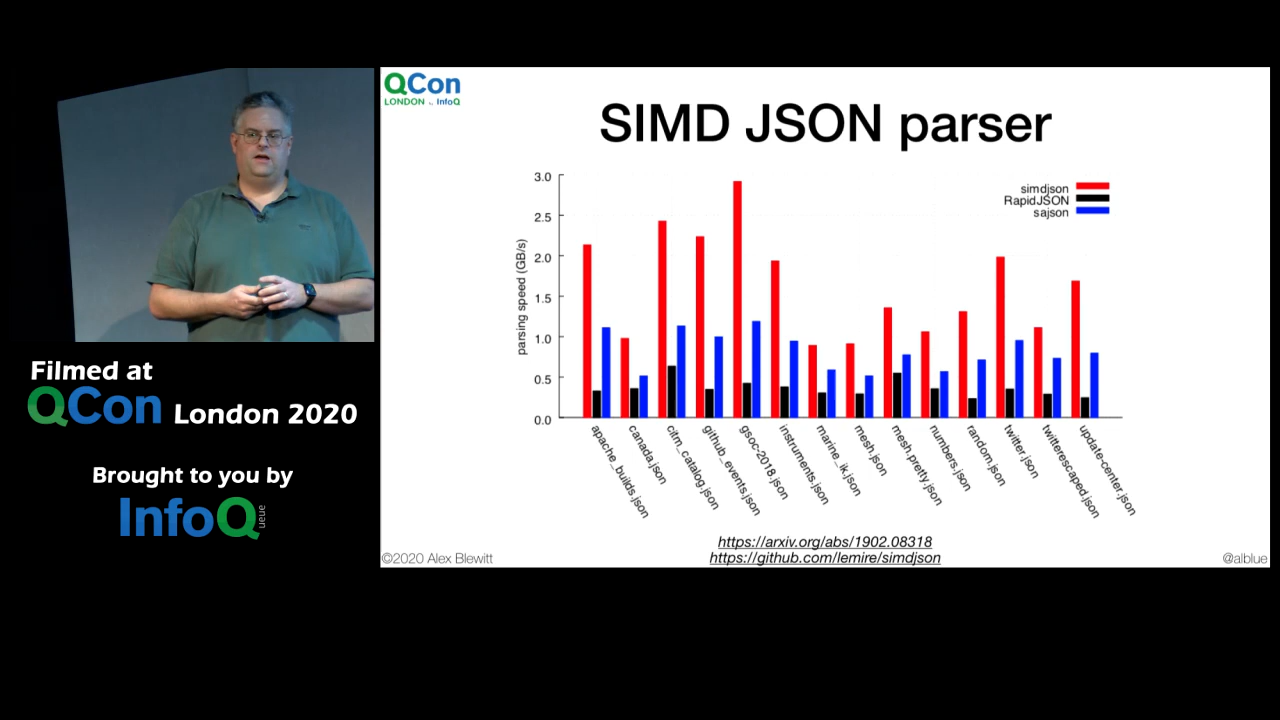 Filmed at
QCon London 2020
Brought to you by
InfoQ
ueue
QCon
LONDON by InfoQ
SIMD JSON parser
simdjson
RapidJSON
sajson
parsing speed (GB/s)
3.0
2.5
2.0
1.5
1.0
0.5
0.0
apache_builds.json
canada.json
citm_catalog.json
github_events.json
gsoc-2018.json
instruments.json
marine_ik.json
mesh.json
mesh.pretty.json
numbers.json
random.json
twitter.json
twitterescaped.json
update-center.json
https://arxiv.org/abs/1902.08318
https://github.com/lemire/simdjson
©2020 Alex Blewitt
@alblue